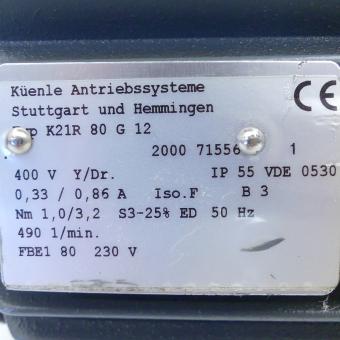 Küenle Antriebssysteme CE
Stuttgart und Hemmingen
K21R 80 G 12
2000 71556 1
400 V Y/Dr. IP 55 VDE 0530
0,33 / 0,86 A Iso.F B 3
Nm 1,0/3,2 S3-25% ED 50 Hz
490 1/min.
FBE1 80 230 V